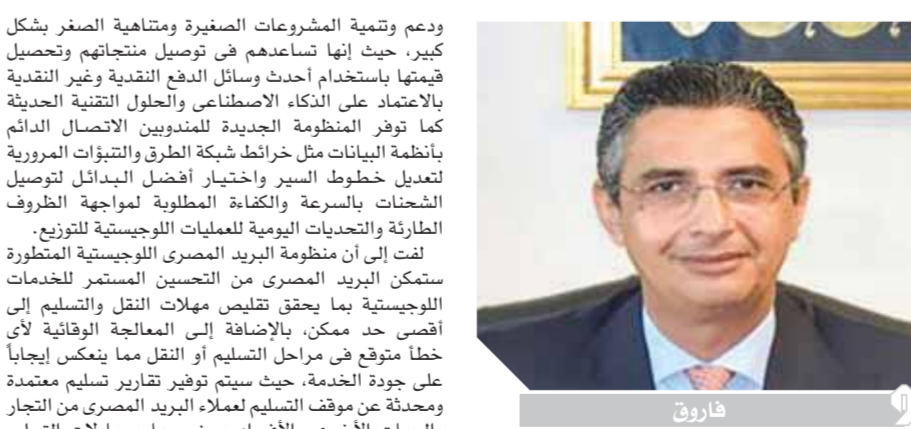 ودعم وتنمية المشروعات الصغيرة ومتناهية الصغر بشكل
كبير، حيث إنها تساعدهم فى توصيل منتجاتهم وتحصيل
قيمتها باستخدام أحدث وسائل الدفع النقدية وغير النقدية
بالاعتماد على الذكاء الاصطناعى والحلول التقنية الحديثة
كما توفر المنظومة الجديدة للمندوبين الاتصال الدائم
بأنظمة البيانات مثل خرائط شبكة الطرق والتنبؤات المرورية
لتعديل خطوط السير واختيار أفضل البدائل لتوصيل
الشحنات بالسرعة والكفاءة المطلوبة لمواجهة الظروف
الطارئة والتحديات اليومية للعمليات اللوجيستية للتوزيع.
لفت إلى أن منظومة البريد المصرى اللوجيستية المتطورة
ستمكن البريد المصرى من التحسين المستمر للخدمات
اللوجيستية بما يحقق تقليص مهلات النقل والتسليم إلى
أقصى حد ممكن، بالإضافة إلى المعالجة الوقائية لأى
خطأ متوقع فى مراحل التسليم أو النقل مما ينعكس إيجاباً
على جودة الخدمة، حيث سيتم توفير تقارير تسليم معتمدة
ومحدثة عن موقف التسليم لعملاء البريد المصرى من التجار
فاروق